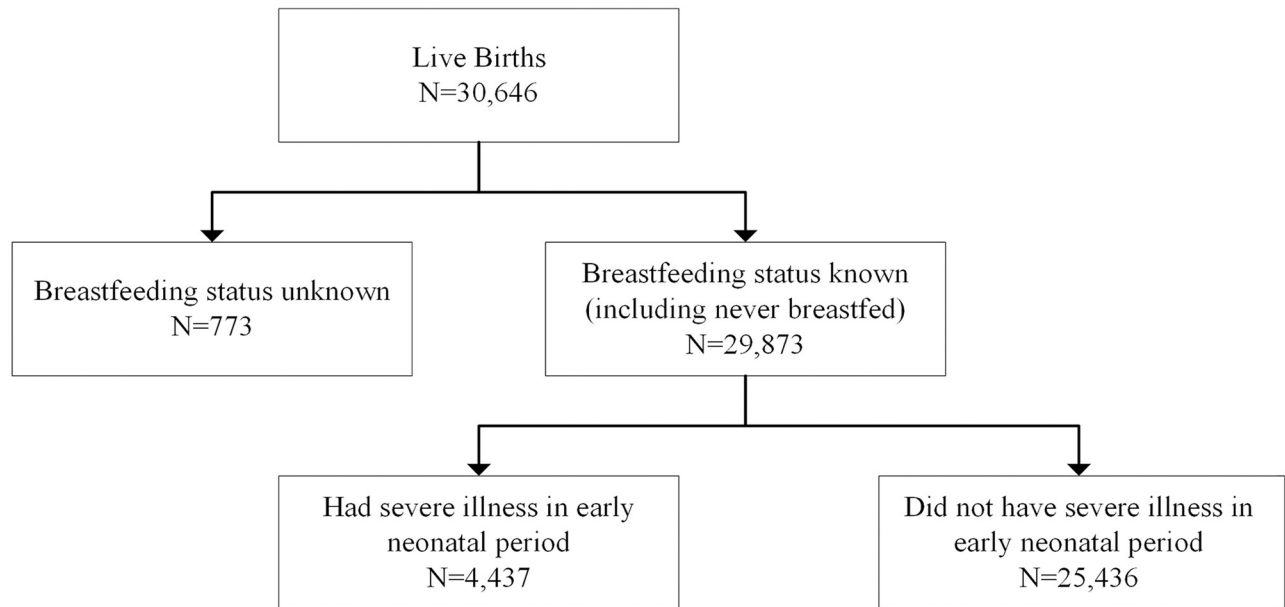 Live Births
N=30,646
Breastfeeding status unknown
N=773
Breastfeeding status known
(including never breastfed)
N=29,873
Had severe illness in early
neonatal period
N=4,437
Did not have severe illness in
early neonatal period
N=25,436